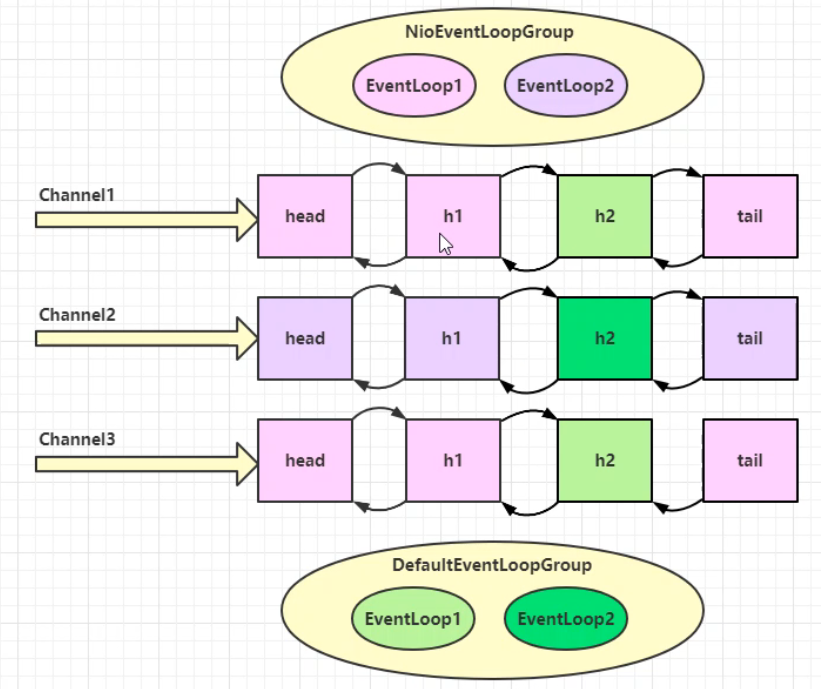 NioEventLoopGroup
EventLoop1 EventLoop2
Channel1
head h1 h2 tail
Channel2
head h1 h2 tail
Channel3
head h1 h2 tail
DefaultEventLoopGroup
EventLoop1 EventLoop2